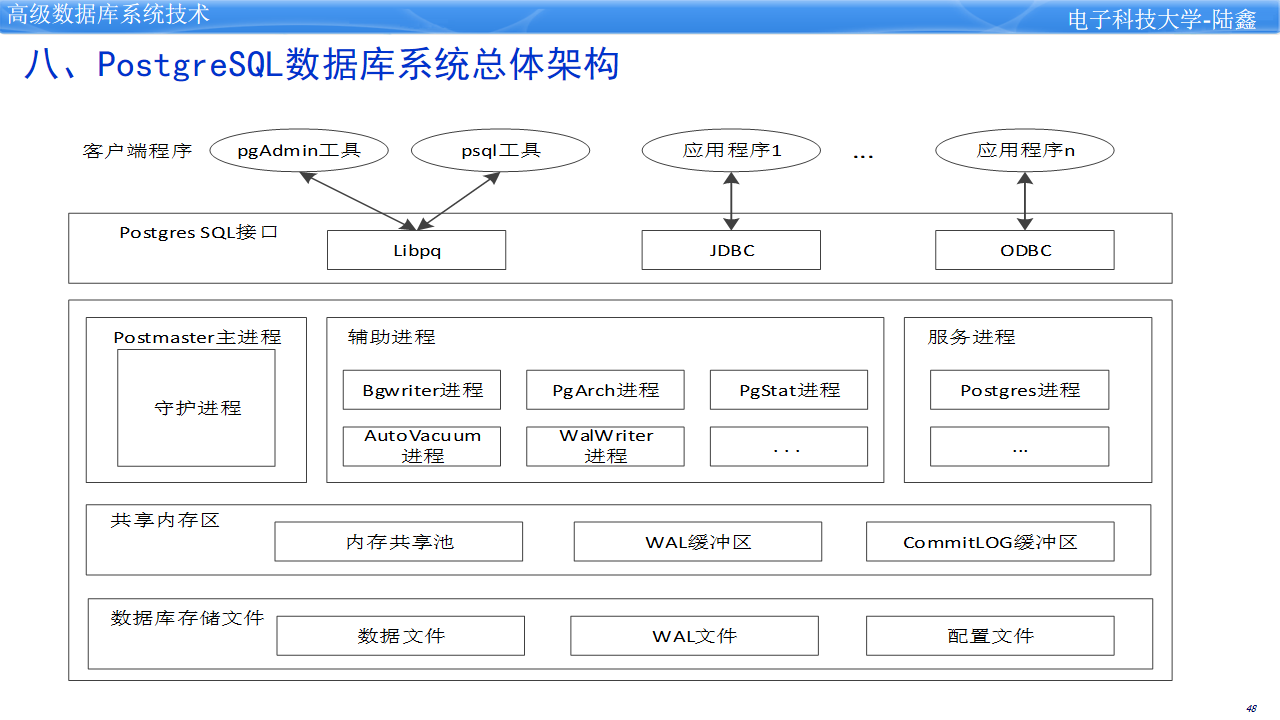 高级数据库系统技术
电子科技大学-陆鑫
八、PostgreSQL数据库系统总体架构
客户端程序
pgAdmin工具
psql工具
应用程序1
...
应用程序n
Postgres SQL接口
Libpq
JDBC
ODBC
Postmaster主进程
守护进程
辅助进程
Bgwriter进程
PgArch进程
PgStat进程
AutoVacuum
进程
WalWriter
进程
...
服务进程
Postgres进程
...
共享内存区
内存共享池
WAL缓冲区
CommitLOG缓冲区
数据库存储文件
数据文件
WAL文件
配置文件
48